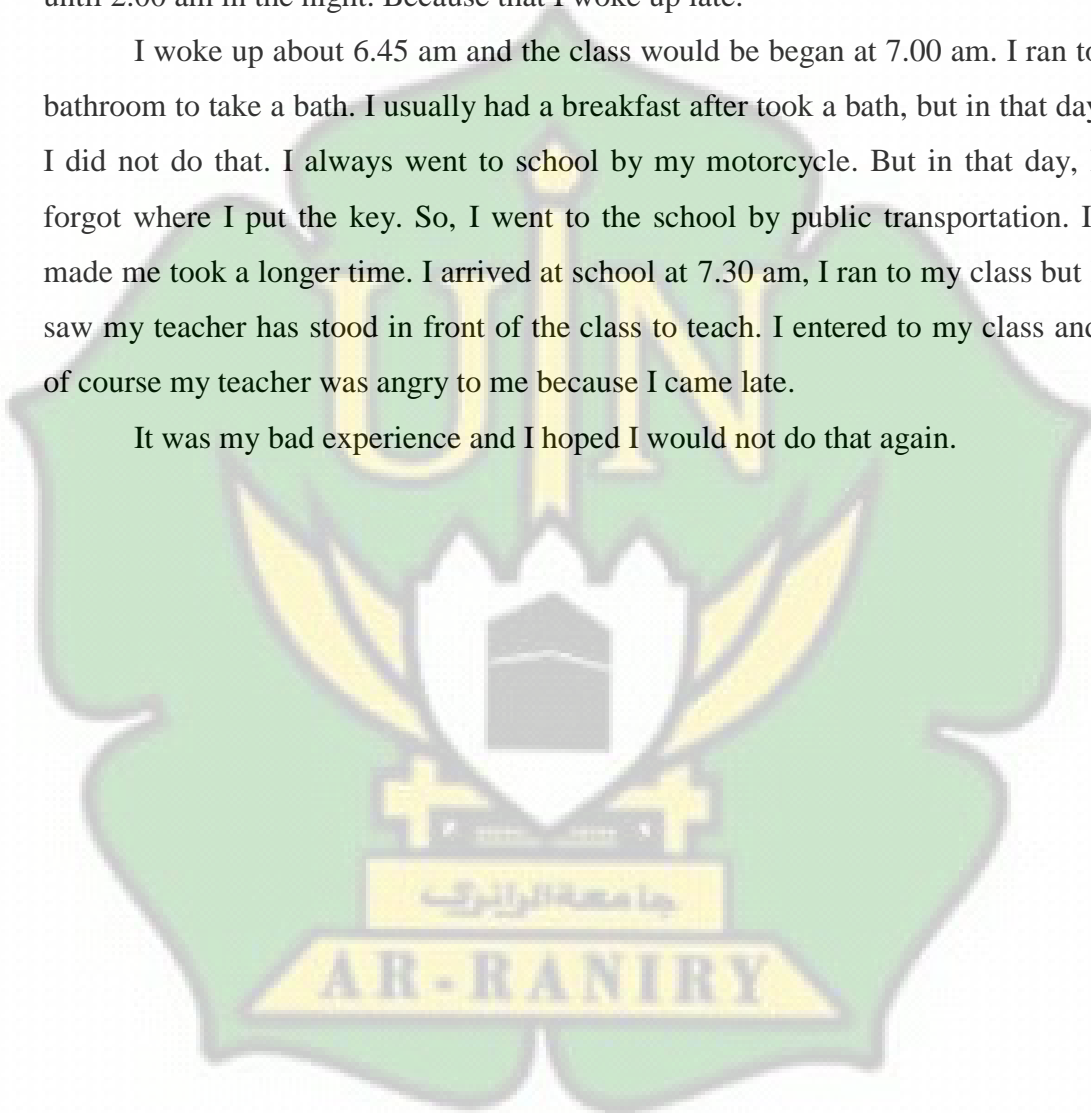 until 2.00 am in the night. Because that I woke up late.
I woke up about 6.45 am and the class would be began at 7.00 am. I ran to
bathroom to take a bath. I usually had a breakfast after took a bath, but in that day
I did not do that. I always went to school by my motorcycle. But in that day,
forgot where I put the key. So, I went to the school by public transportation. I
made me took a longer time. I arrived at school at 7.30 am, I ran to my class but
saw my teacher has stood in front of the class to teach. I entered to my class and
of course my teacher was angry to me because I came late.
It was my bad experience and I hoped I would not do that again.
UIN
جامعة الرانري
AR-RANIRY